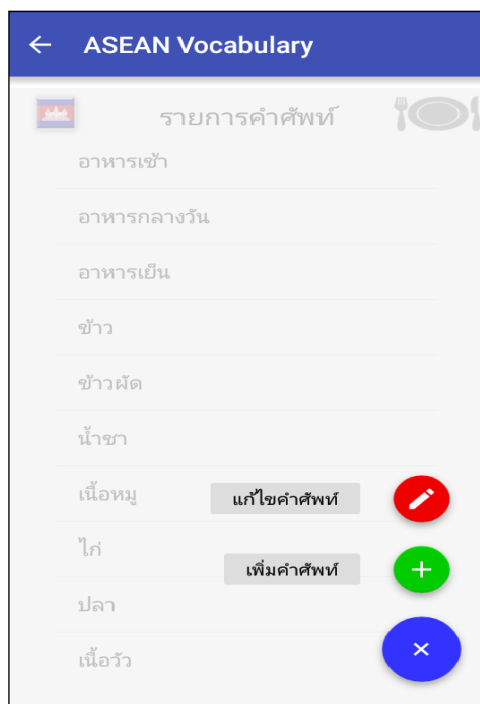 ASEAN Vocabulary
รายการคำศัพท์
อาหารเช้า
อาหารกลางวัน
อาหารเย็น
ข้าว
ข้าวผัด
น้ำชา
เนื้อหมู
แก้ไขคำศัพท์
ไก่
เพิ่มคำศัพท์
ปลา
เนื้อวัว